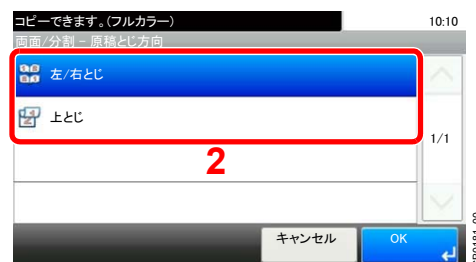 コピーできます。(フルカラー)
10:10
両面/分割 - 原稿とじ方向
左/右とじ
上とじ
1/1
2
キャンセル
OK